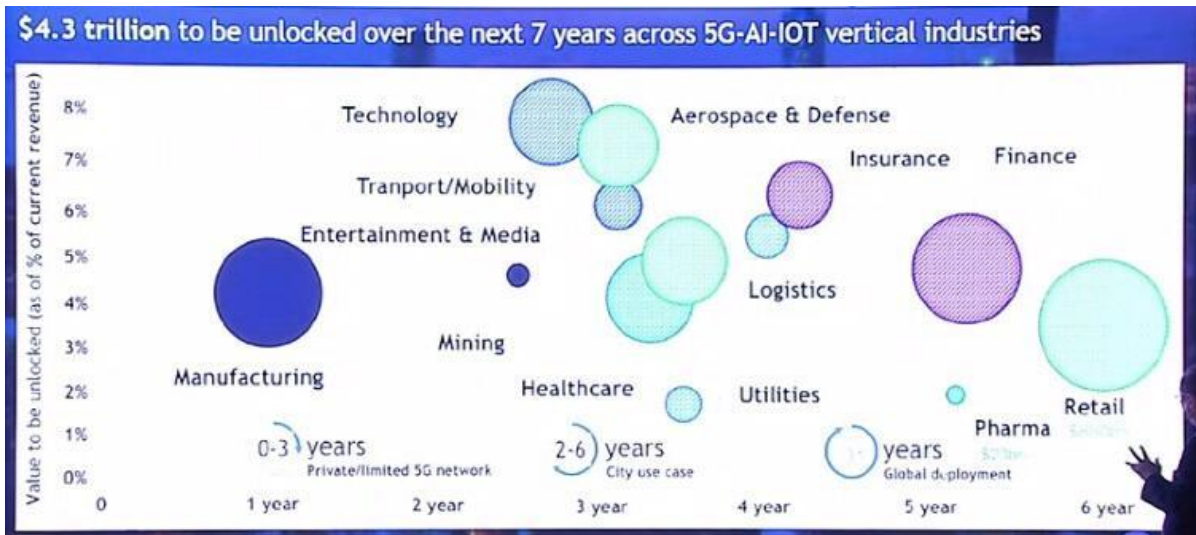 $4.3 trillion to be unlocked over the next 7 years across 5G-AI-IOT vertical industries
Value to be unlocked (as of % of current revenue)
8%
7%
6%
5%
4%
3%
2%
1%
0%
Technology
Aerospace & Defense
Insurance
Finance
Tranport/Mobility
Entertainment & Media
Logistics
Mining
Manufacturing
Healthcare
Utilities
Retail
Pharma
0-3 years
Private/limited 5G network
2-6 years
City use case
years
Global deployment
0
1 year
2 year
3 year
4 year
5 year
6 year